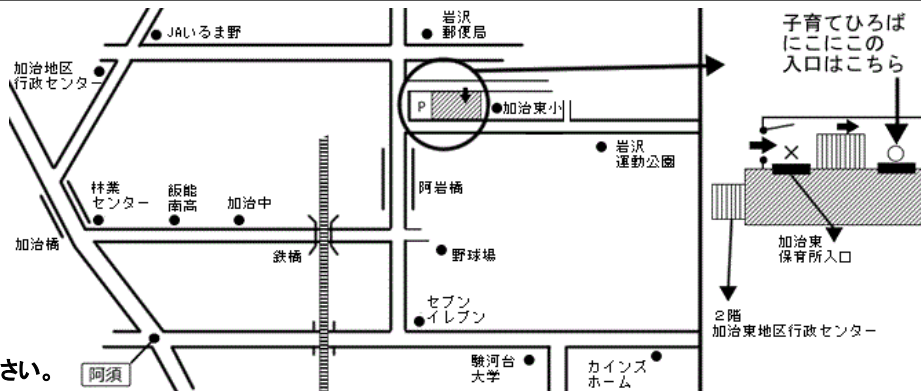 岩沢
郵便局
JAいるま野
加治地区
行政センター
P
加治東小
岩沢
運動公園
林業
センター
飯能
南高
加治中
阿岩橋
加治橋
鉄橋
野球場
セブン
イレブン
さい。
阿須
駿河台
大学
カインズ
ホーム
子育てひろば
にこにこの
入口はこちら
加治東
保育所入口
2階
加治東地区行政センター